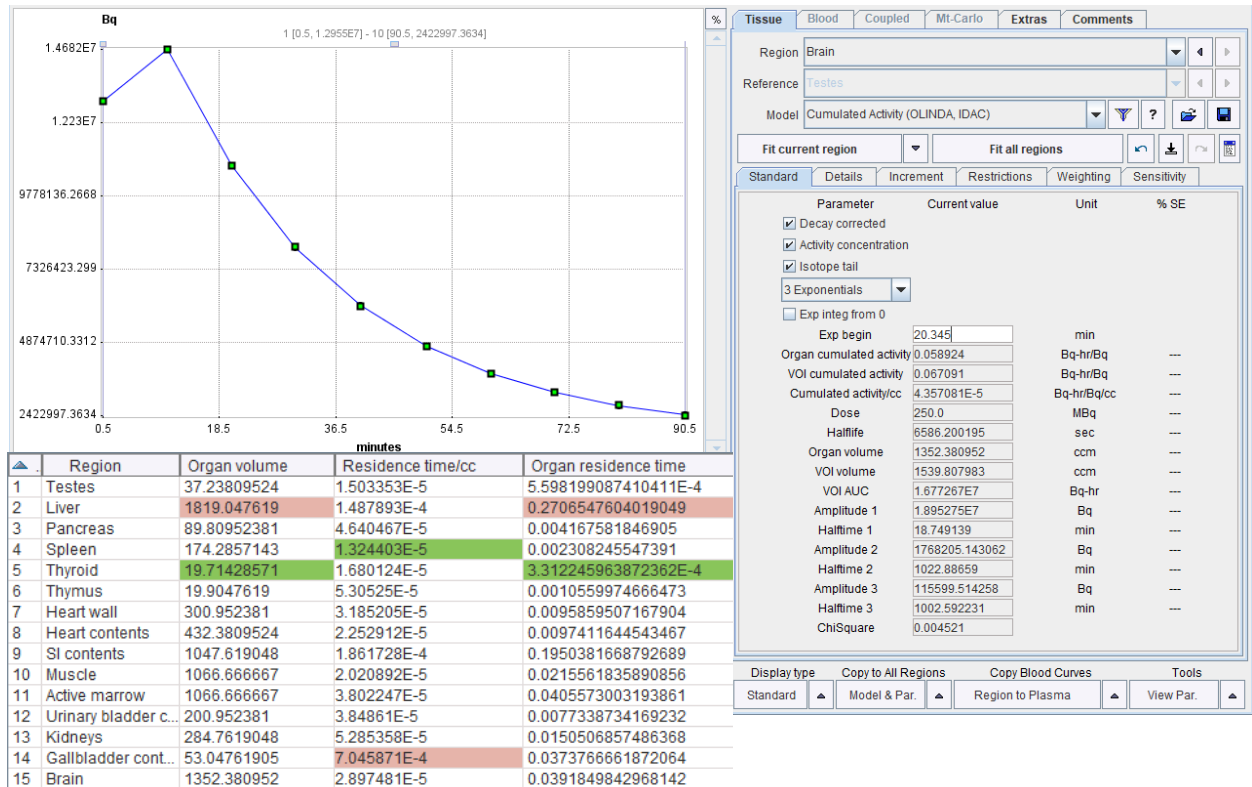 Bq
1 [0.5, 1.2955E7] - 10 [90.5, 2422997.3634]
1.4682E7
1.223E7
9778136.2668
7326423.299
4874710.3312
2422997.3634
0.5 18.5 36.5 54.5 72.5 90.5
minutes
%
Tissue Blood Coupled Mt-Carlo Extras Comments
Region Brain
Reference Testes
Model Cumulated Activity (OLINDA, IDAC) ?
Fit current region Fit all regions
Standard Details Increment Restrictions Weighting Sensitivity
Parameter Current value Unit % SE
Decay corrected
Activity concentration
Isotope tail
3 Exponentials
Exp integ from 0
Exp begin 20.345 min
Organ cumulated activity 0.058924 Bq-hr/Bq ---
VOI cumulated activity 0.067091 Bq-hr/Bq ---
Cumulated activity/cc 4.357081E-5 Bq-hr/Bq/cc ---
Dose 250.0 MBq ---
Halflife 6586.200195 sec ---
Organ volume 1352.380952 ccm ---
VOI volume 1539.807983 ccm ---
VOI AUC 1.677267E7 Bq-hr ---
Amplitude 1 1.895275E7 Bq ---
Halftime 1 18.749139 min ---
Amplitude 2 1768205.143062 Bq ---
Halftime 2 1022.88659 min ---
Amplitude 3 115599.514258 Bq ---
Halftime 3 1002.592231 min ---
ChiSquare 0.004521
Display type Copy to All Regions Copy Blood Curves Tools
Standard Model & Par. Region to Plasma View Par.
. Region Organ volume Residence time/cc Organ residence time
1 Testes 37.23809524 1.503353E-5 5.598199087410411E-4
2 Liver 1819.047619 1.487893E-4 0.2706547604019049
3 Pancreas 89.80952381 4.640467E-5 0.004167581846905
4 Spleen 174.2857143 1.324403E-5 0.002308245547391
5 Thyroid 19.71428571 1.680124E-5 3.312245963872362E-4
6 Thymus 19.9047619 5.30525E-5 0.0010559974666473
7 Heart wall 300.952381 3.185205E-5 0.0095859507167904
8 Heart contents 432.3809524 2.252912E-5 0.0097411644543467
9 SI contents 1047.619048 1.861728E-4 0.1950381668792689
10 Muscle 1066.666667 2.020892E-5 0.0215561835890856
11 Active marrow 1066.666667 3.802247E-5 0.0405573003193861
12 Urinary bladder c... 200.952381 3.84861E-5 0.0077338734169232
13 Kidneys 284.7619048 5.285358E-5 0.0150506857486368
14 Gallbladder cont... 53.04761905 7.045871E-4 0.0373766661872064
15 Brain 1352.380952 2.897481E-5 0.0391849842968142